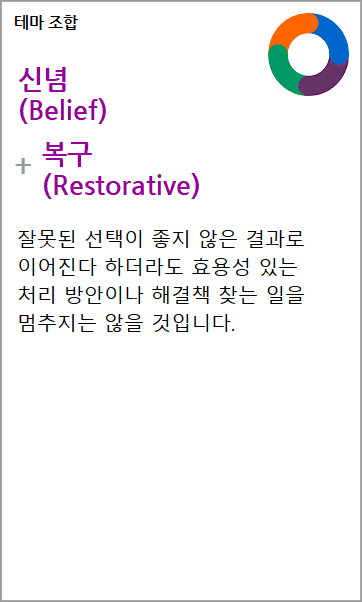 테마 조합
신념
(Belief)
+ 복구
(Restorative)
잘못된 선택이 좋지 않은 결과로
이어진다 하더라도 효용성 있는
처리 방안이나 해결책 찾는 일을
멈추지는 않을 것입니다.